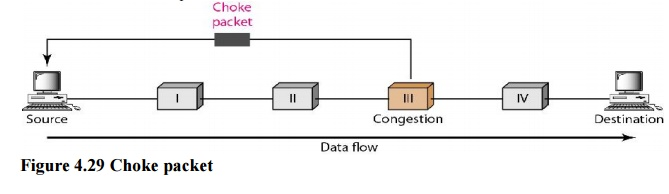 Choke
packet
I
II
III
IV
Source
Congestion
Destination
Data flow
Figure 4.29 Choke packet